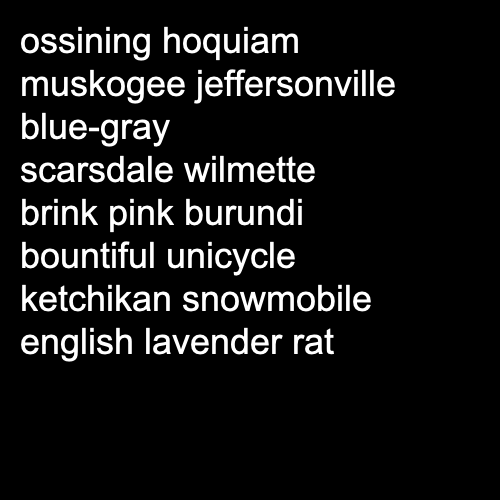 ossining hoquiam
muskogee jeffersonville
blue-gray
scarsdale wilmette
brink pink burundi
bountiful unicycle
ketchikan snowmobile
english lavender rat